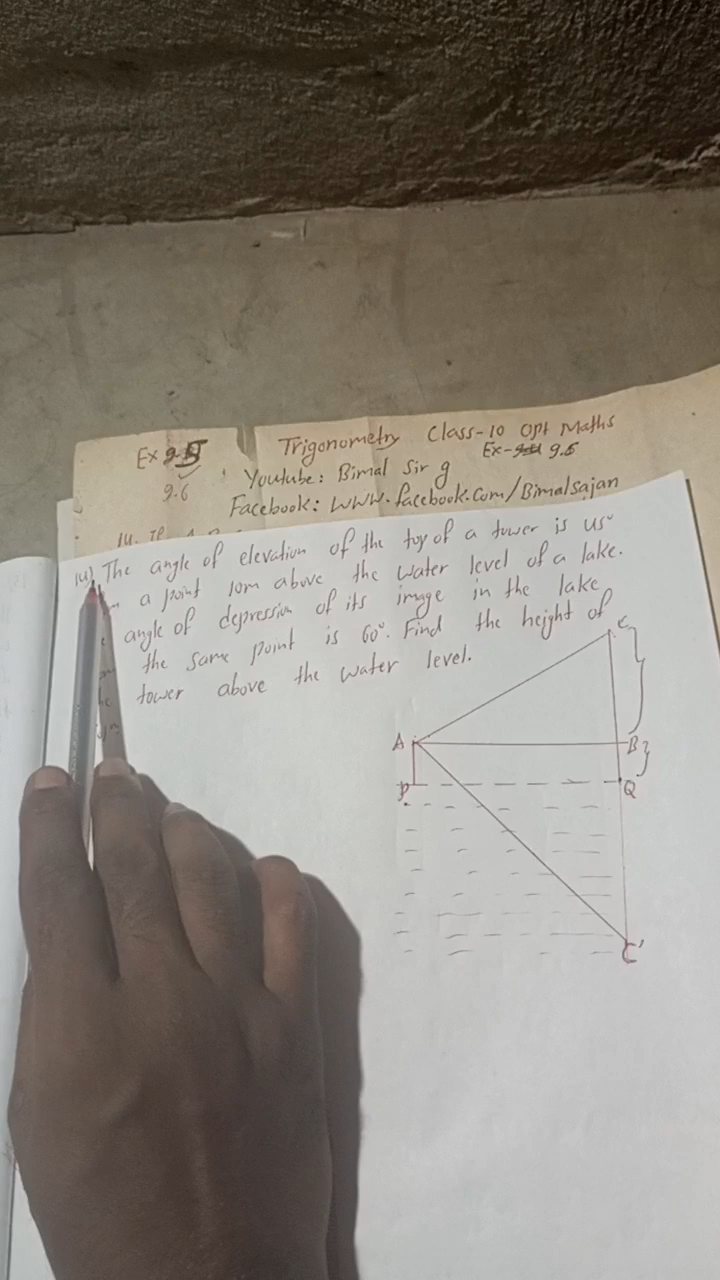 Ex 9.5
9.6
Trigonometry Class-10 Opt Maths
Ex- 9.5
Youtube: Bimal Sir g
Facebook: www.facebook.com/Bimalsajan
14)
The angle of elevation of the top of a tower is 45°
a point 10m above the water level of a lake.
angle of depression of its image in the lake
the same point is 60°. Find the height of
tower above the water level.
C
A
B
P
Q
C'